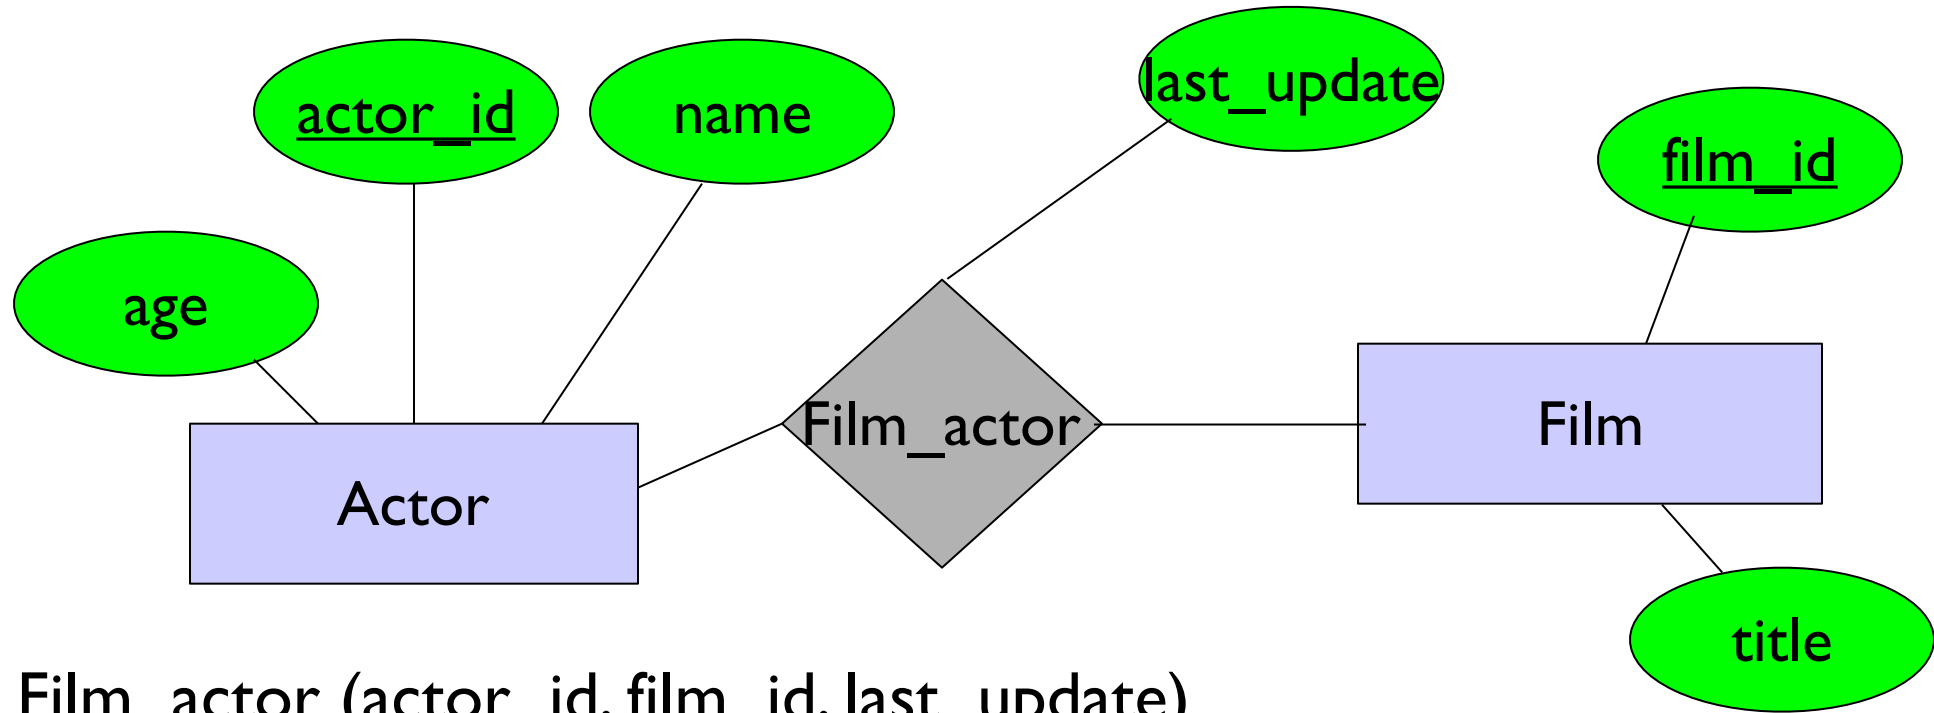 last_update
actor_id
name
film_id
age
Film_actor
Film
Actor
title
Film_actor (actor_id, film_id, last_update)